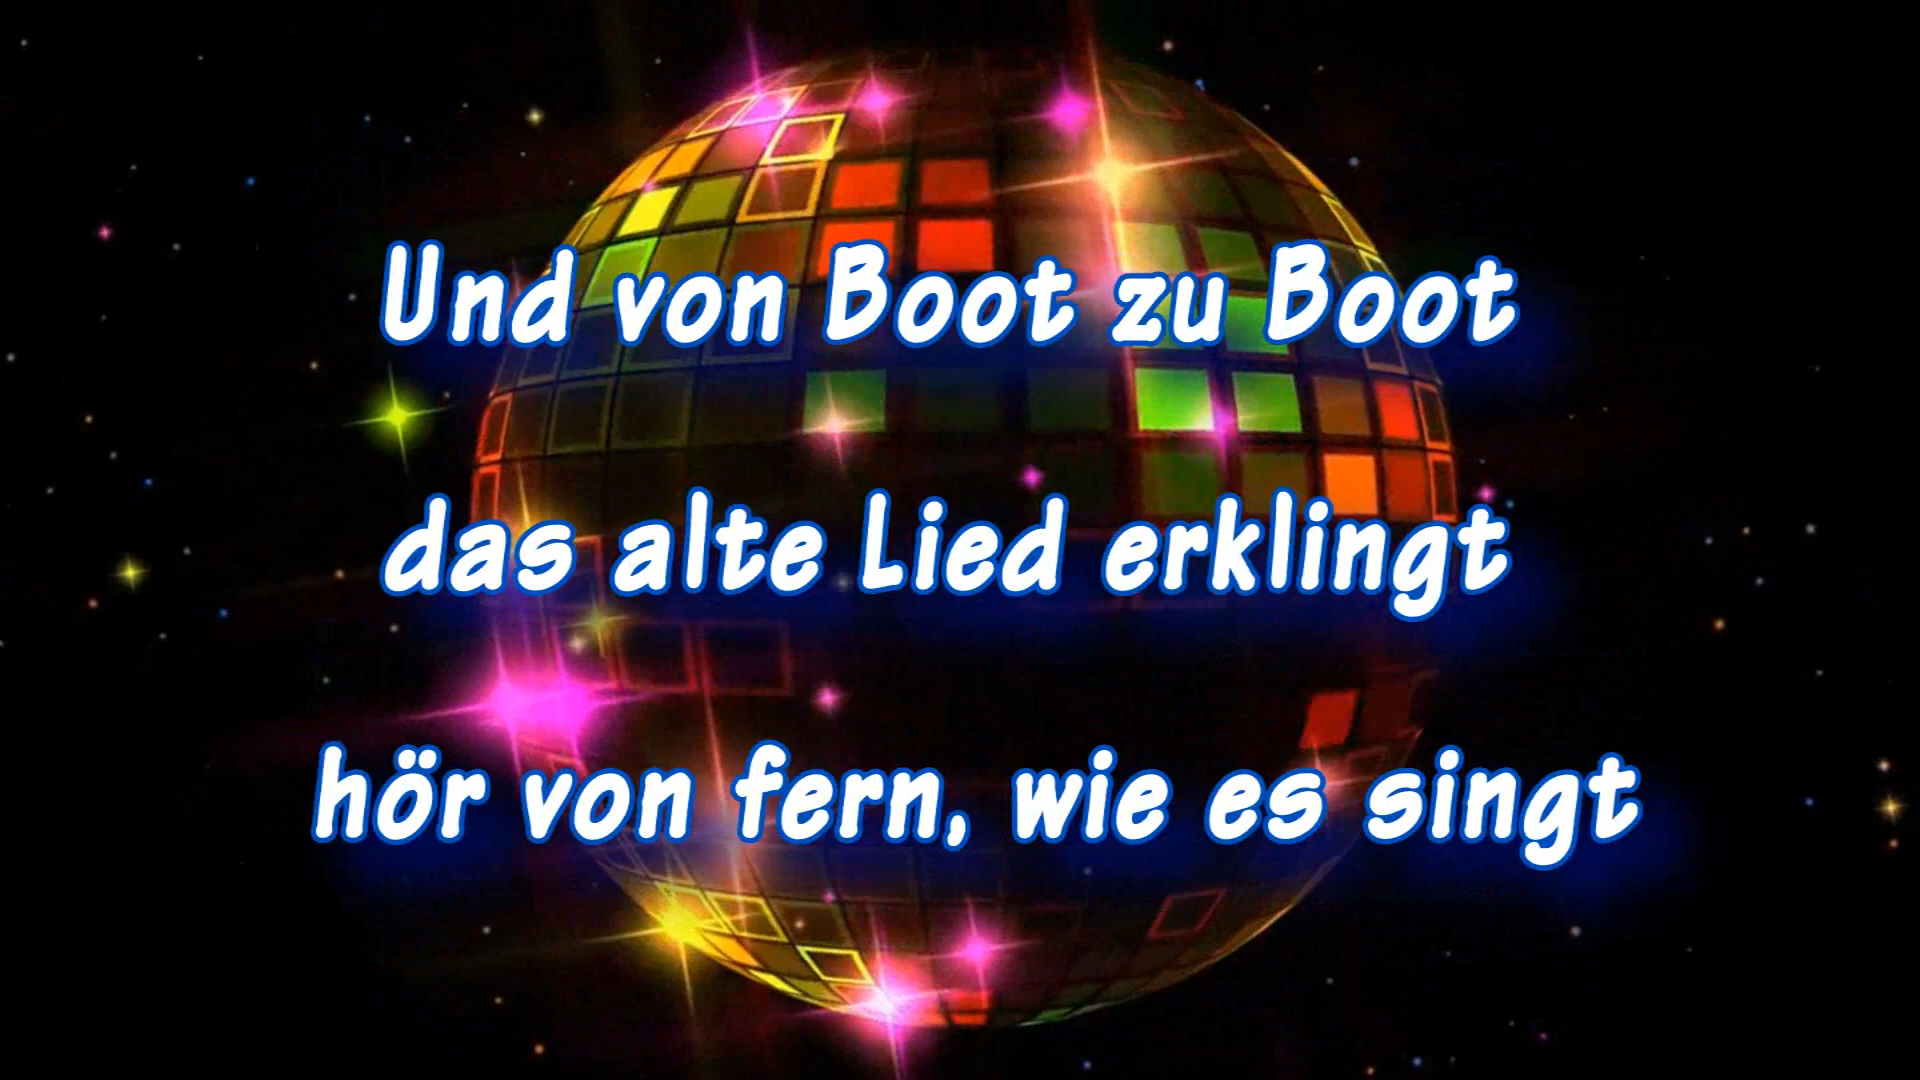 Und von Boot zu Boot
das alte Lied erklingt
hör von fern, wie es singt